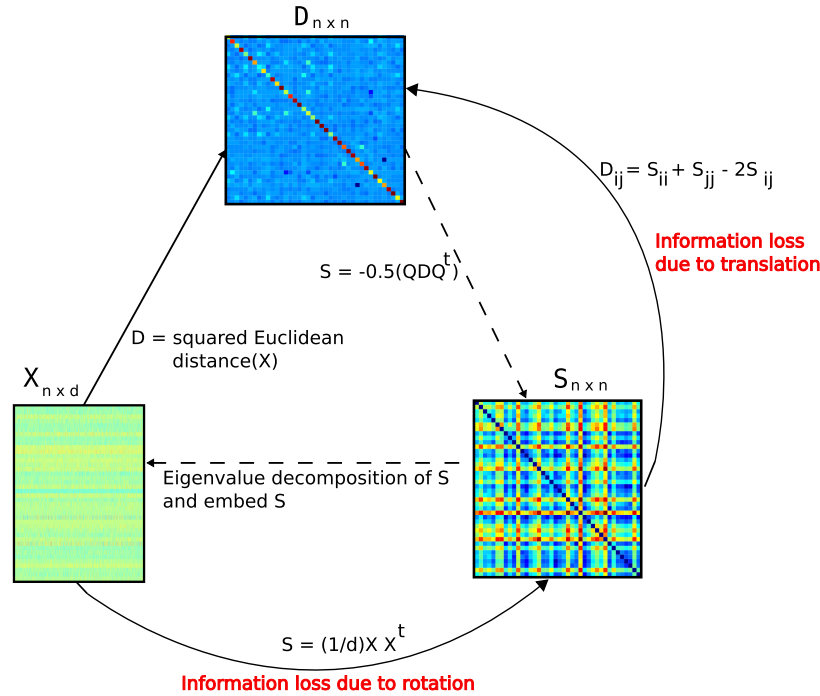 D n x n
D ij = S ii + S jj - 2S ij
Information loss
due to translation
S = -0.5(QDQ t )
D = squared Euclidean
distance(X)
X n x d
S n x n
Eigenvalue decomposition of S
and embed S
S = (1/d)X X t
Information loss due to rotation